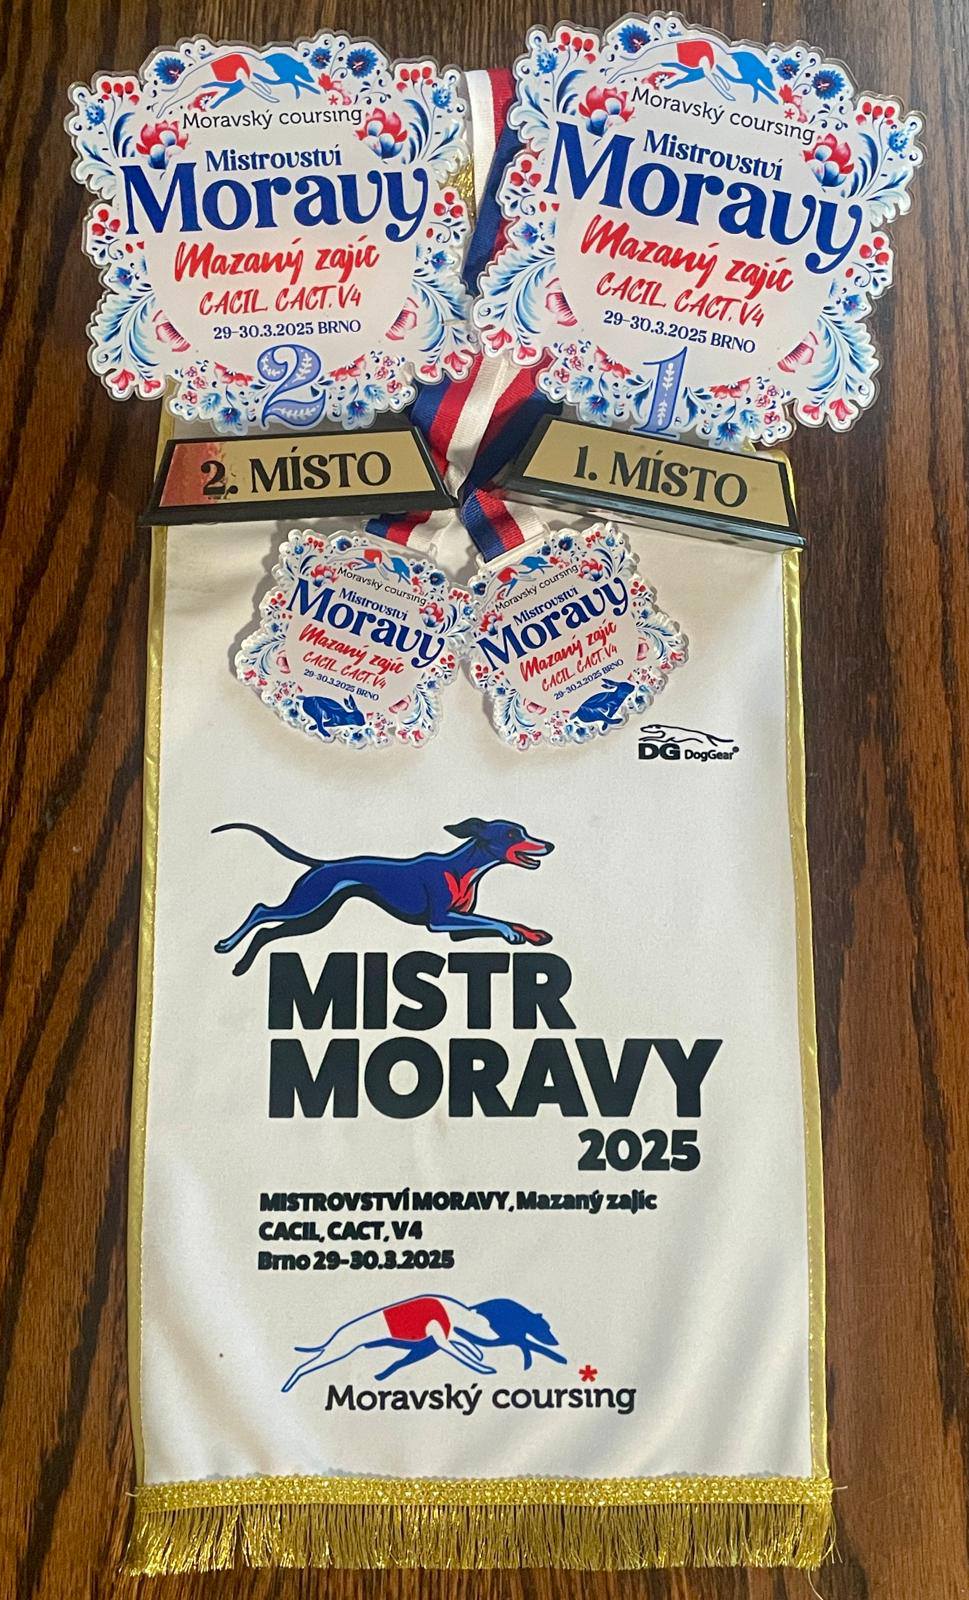 Moravský coursing
Mistrovství
Moravy
Mazaný zajíc
CACIL. CACT. V4
29-30.3.2025 BRNO
2
2. MÍSTO
Moravský coursing
Mistrovství
Moravy
Mazaný zajíc
CACIL. CACT. V4
29-30.3.2025 BRNO
1
1. MÍSTO
Moravský coursing
Mistrovství
Moravy
Mazaný zajíc
CACIL. CACT. V4
29-30.3.2025 BRNO
Moravský coursing
Mistrovství
Moravy
Mazaný zajíc
CACIL. CACT. V4
29-30.3.2025 BRNO
DG DogGear®
MISTR
MORAVY
2025
MISTROVSTVÍ MORAVY, Mazaný zajíc
CACIL, CACT, V4
Brno 29-30.3.2025
Moravský coursing